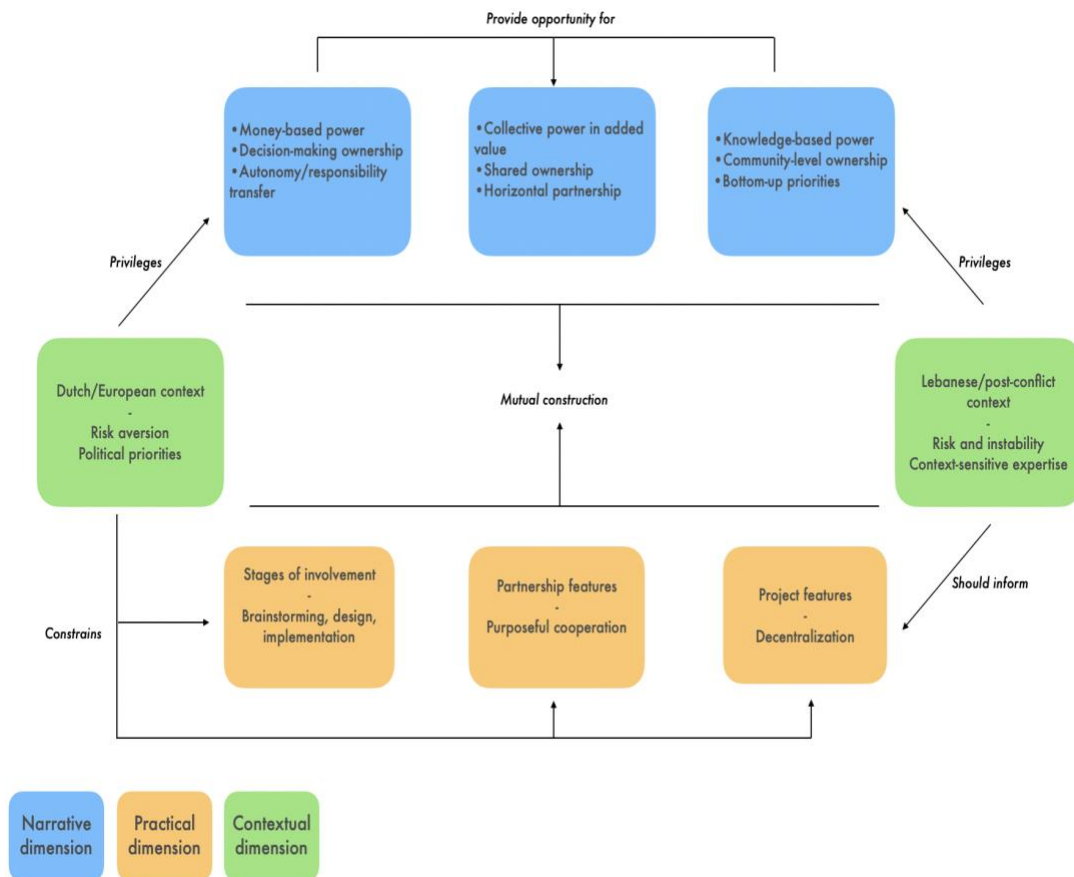 Provide opportunity for
•Money-based power
•Decision-making ownership
•Autonomy/responsibility
transfer
•Collective power in added
value
•Shared ownership
•Horizontal partnership
•Knowledge-based power
•Community-level ownership
•Bottom-up priorities
Privileges
Privileges
Dutch/European context
-
Risk aversion
Political priorities
Mutual construction
Lebanese/post-conflict
context
-
Risk and instability
Context-sensitive expertise
Constrains
Stages of involvement
-
Brainstorming, design,
implementation
Partnership features
-
Purposeful cooperation
Project features
-
Decentralization
Should inform
Narrative
dimension
Practical
dimension
Contextual
dimension